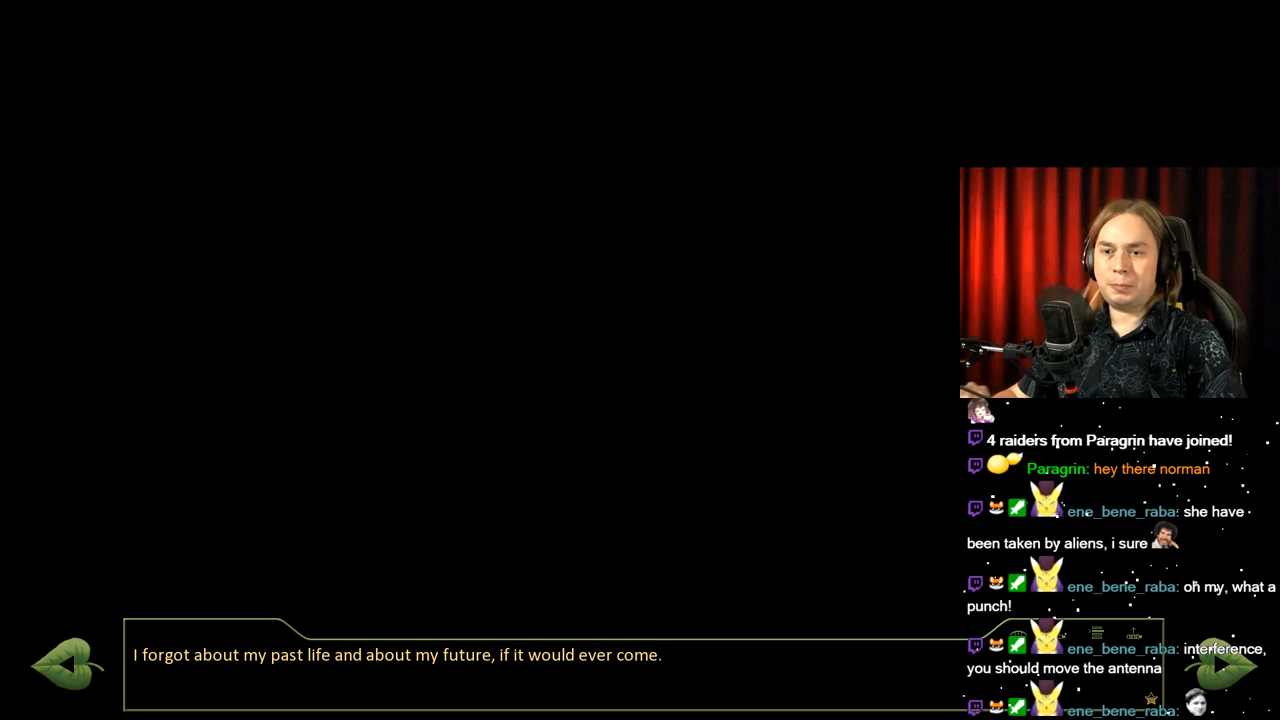 4 raiders from Paragrin have joined!
Paragrin: hey there norman
ene_bene_raba: she have
been taken by aliens, i sure
ene_bene_raba: oh my, what a
punch!
ene_bene_raba: interference,
you should move the antenna
ene_bene_raba:
I forgot about my past life and about my future, if it would ever come.